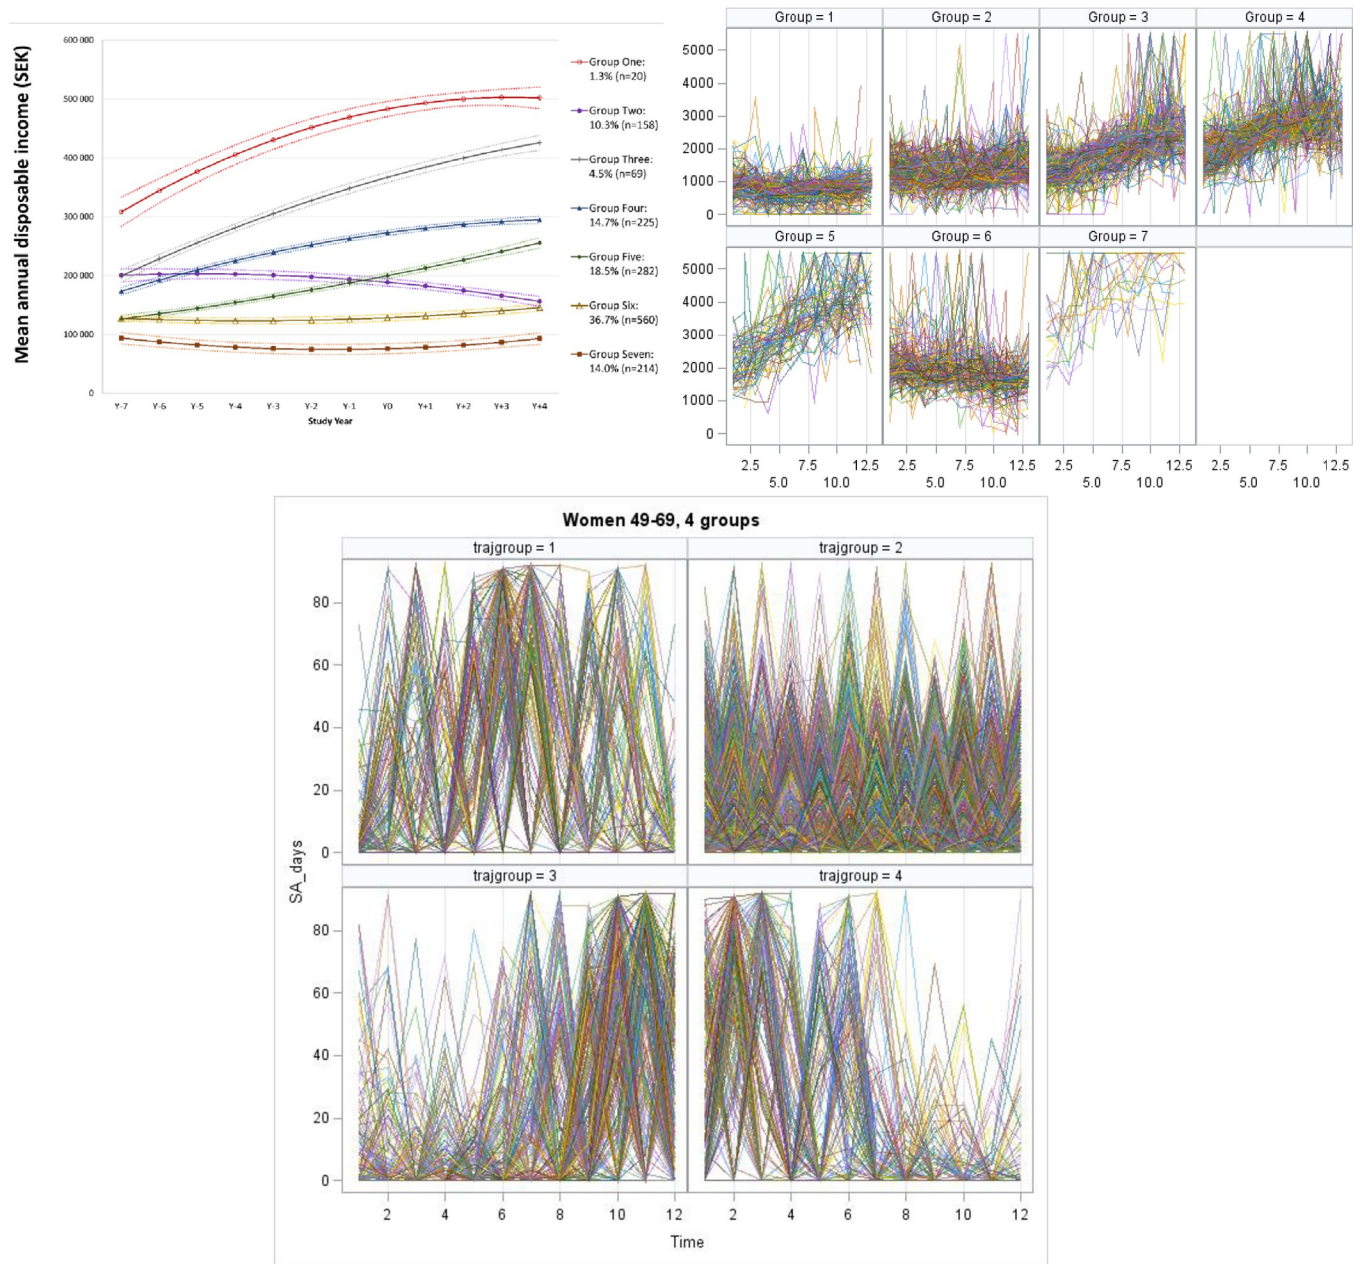 Mean annual disposable income (SEK)
600 000
500 000
400 000
300 000
200 000
100 000
0
Y-7 Y-6 Y-5 Y-4 Y-3 Y-2 Y-1 Y0 Y+1 Y+2 Y+3 Y+4
Study Year
Group One:
1.3% (n=20)
Group Two:
10.3% (n=158)
Group Three:
4.5% (n=69)
Group Four:
14.7% (n=225)
Group Five:
18.5% (n=282)
Group Six:
36.7% (n=560)
Group Seven:
14.0% (n=214)
Group = 1 Group = 2 Group = 3 Group = 4
5000
4000
3000
2000
1000
0
Group = 5 Group = 6 Group = 7
5000
4000
3000
2000
1000
0
2.5 7.5 12.5 2.5 7.5 12.5 2.5 7.5 12.5 2.5 7.5 12.5
5.0 10.0 5.0 10.0 5.0 10.0 5.0 10.0
Women 49-69, 4 groups
trajgroup = 1 trajgroup = 2
80
60
40
20
0
SA_days
trajgroup = 3 trajgroup = 4
80
60
40
20
0
2 4 6 8 10 12 2 4 6 8 10 12
Time